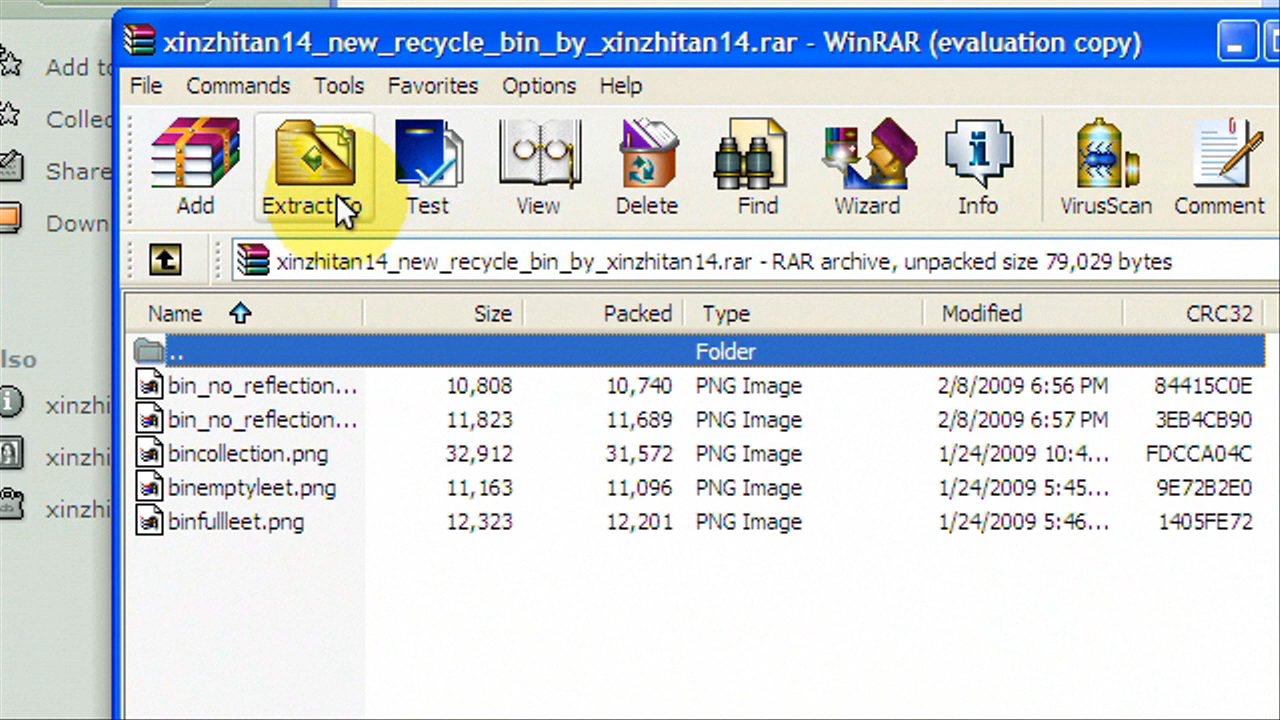 xinzhitan14_new_recycle_bin_by_xinzhitan14.rar - WinRAR (evaluation copy)
Add to
Collec
Share
Down
lso
xinzhi
xinzhi
xinzhi
File Commands Tools Favorites Options Help
Add Extract To Test View Delete Find Wizard Info VirusScan Comment
xinzhitan14_new_recycle_bin_by_xinzhitan14.rar - RAR archive, unpacked size 79,029 bytes
Name Size Packed Type Modified CRC32
.. Folder
bin_no_reflection... 10,808 10,740 PNG Image 2/8/2009 6:56 PM 84415C0E
bin_no_reflection... 11,823 11,689 PNG Image 2/8/2009 6:57 PM 3EB4CB90
bincollection.png 32,912 31,572 PNG Image 1/24/2009 10:4... FDCCA04C
binemptyleet.png 11,163 11,096 PNG Image 1/24/2009 5:45... 9E72B2E0
binfullleet.png 12,323 12,201 PNG Image 1/24/2009 5:46... 1405FE72